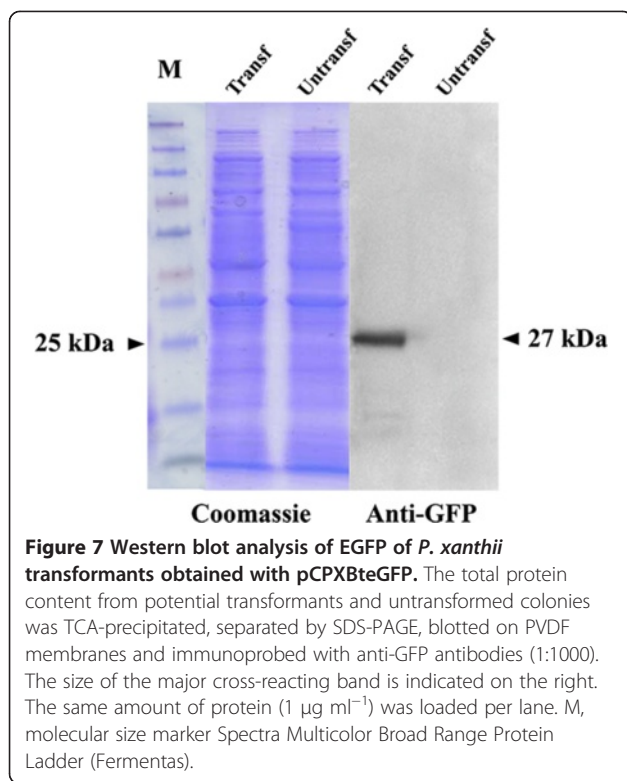 M
Transf
Untransf
Transf
Untransf
25 kDa
27 kDa
Coomassie Anti-GFP
Figure 7 Western blot analysis of EGFP of P. xanthii
transformants obtained with pCPXBteGFP. The total protein
content from potential transformants and untransformed colonies
was TCA-precipitated, separated by SDS-PAGE, blotted on PVDF
membranes and immunoprobed with anti-GFP antibodies (1:1000).
The size of the major cross-reacting band is indicated on the right.
The same amount of protein (1 μg ml⁻¹) was loaded per lane. M,
molecular size marker Spectra Multicolor Broad Range Protein
Ladder (Fermentas).